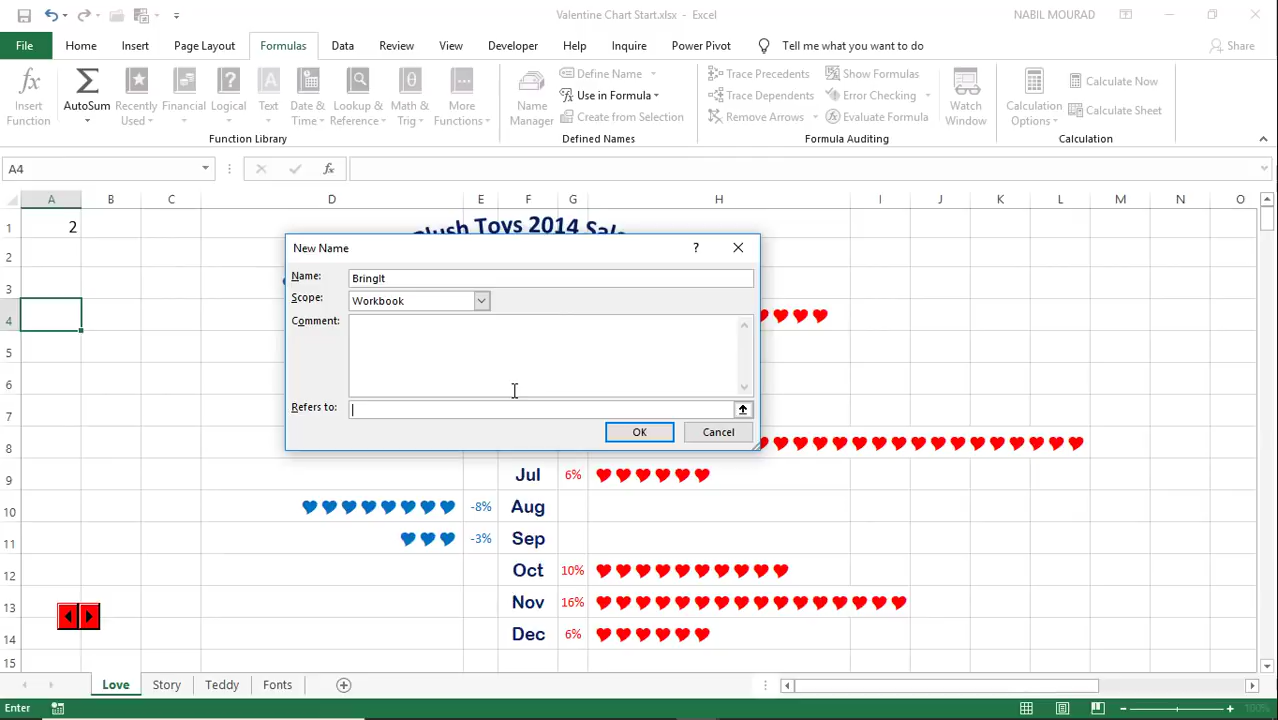 Valentine Chart Start.xlsx - Excel
NABIL MOURAD
File Home Insert Page Layout Formulas Data Review View Developer Help Inquire Power Pivot Tell me what you want to do Share
Insert Function
AutoSum
Recently Used
Financial
Logical
Text
Date & Time
Lookup & Reference
Math & Trig
More Functions
Name Manager
Define Name
Use in Formula
Create from Selection
Trace Precedents
Trace Dependents
Remove Arrows
Show Formulas
Error Checking
Evaluate Formula
Watch Window
Calculation Options
Calculate Now
Calculate Sheet
Function Library
Defined Names
Formula Auditing
Calculation
A4
fx
A B C D E F G H I J K L M N O
1 2
Plush Toys 2014 Sale
2
3
4
5
6
7
8
New Name
? 
Name: BringIt
Scope: Workbook
Comment:
Refers to:
OK Cancel
9 Jul 6%
10 -8% Aug
11 -3% Sep
12 Oct 10%
13 Nov 16%
14 Dec 6%
15
Love Story Teddy Fonts
Enter
100%